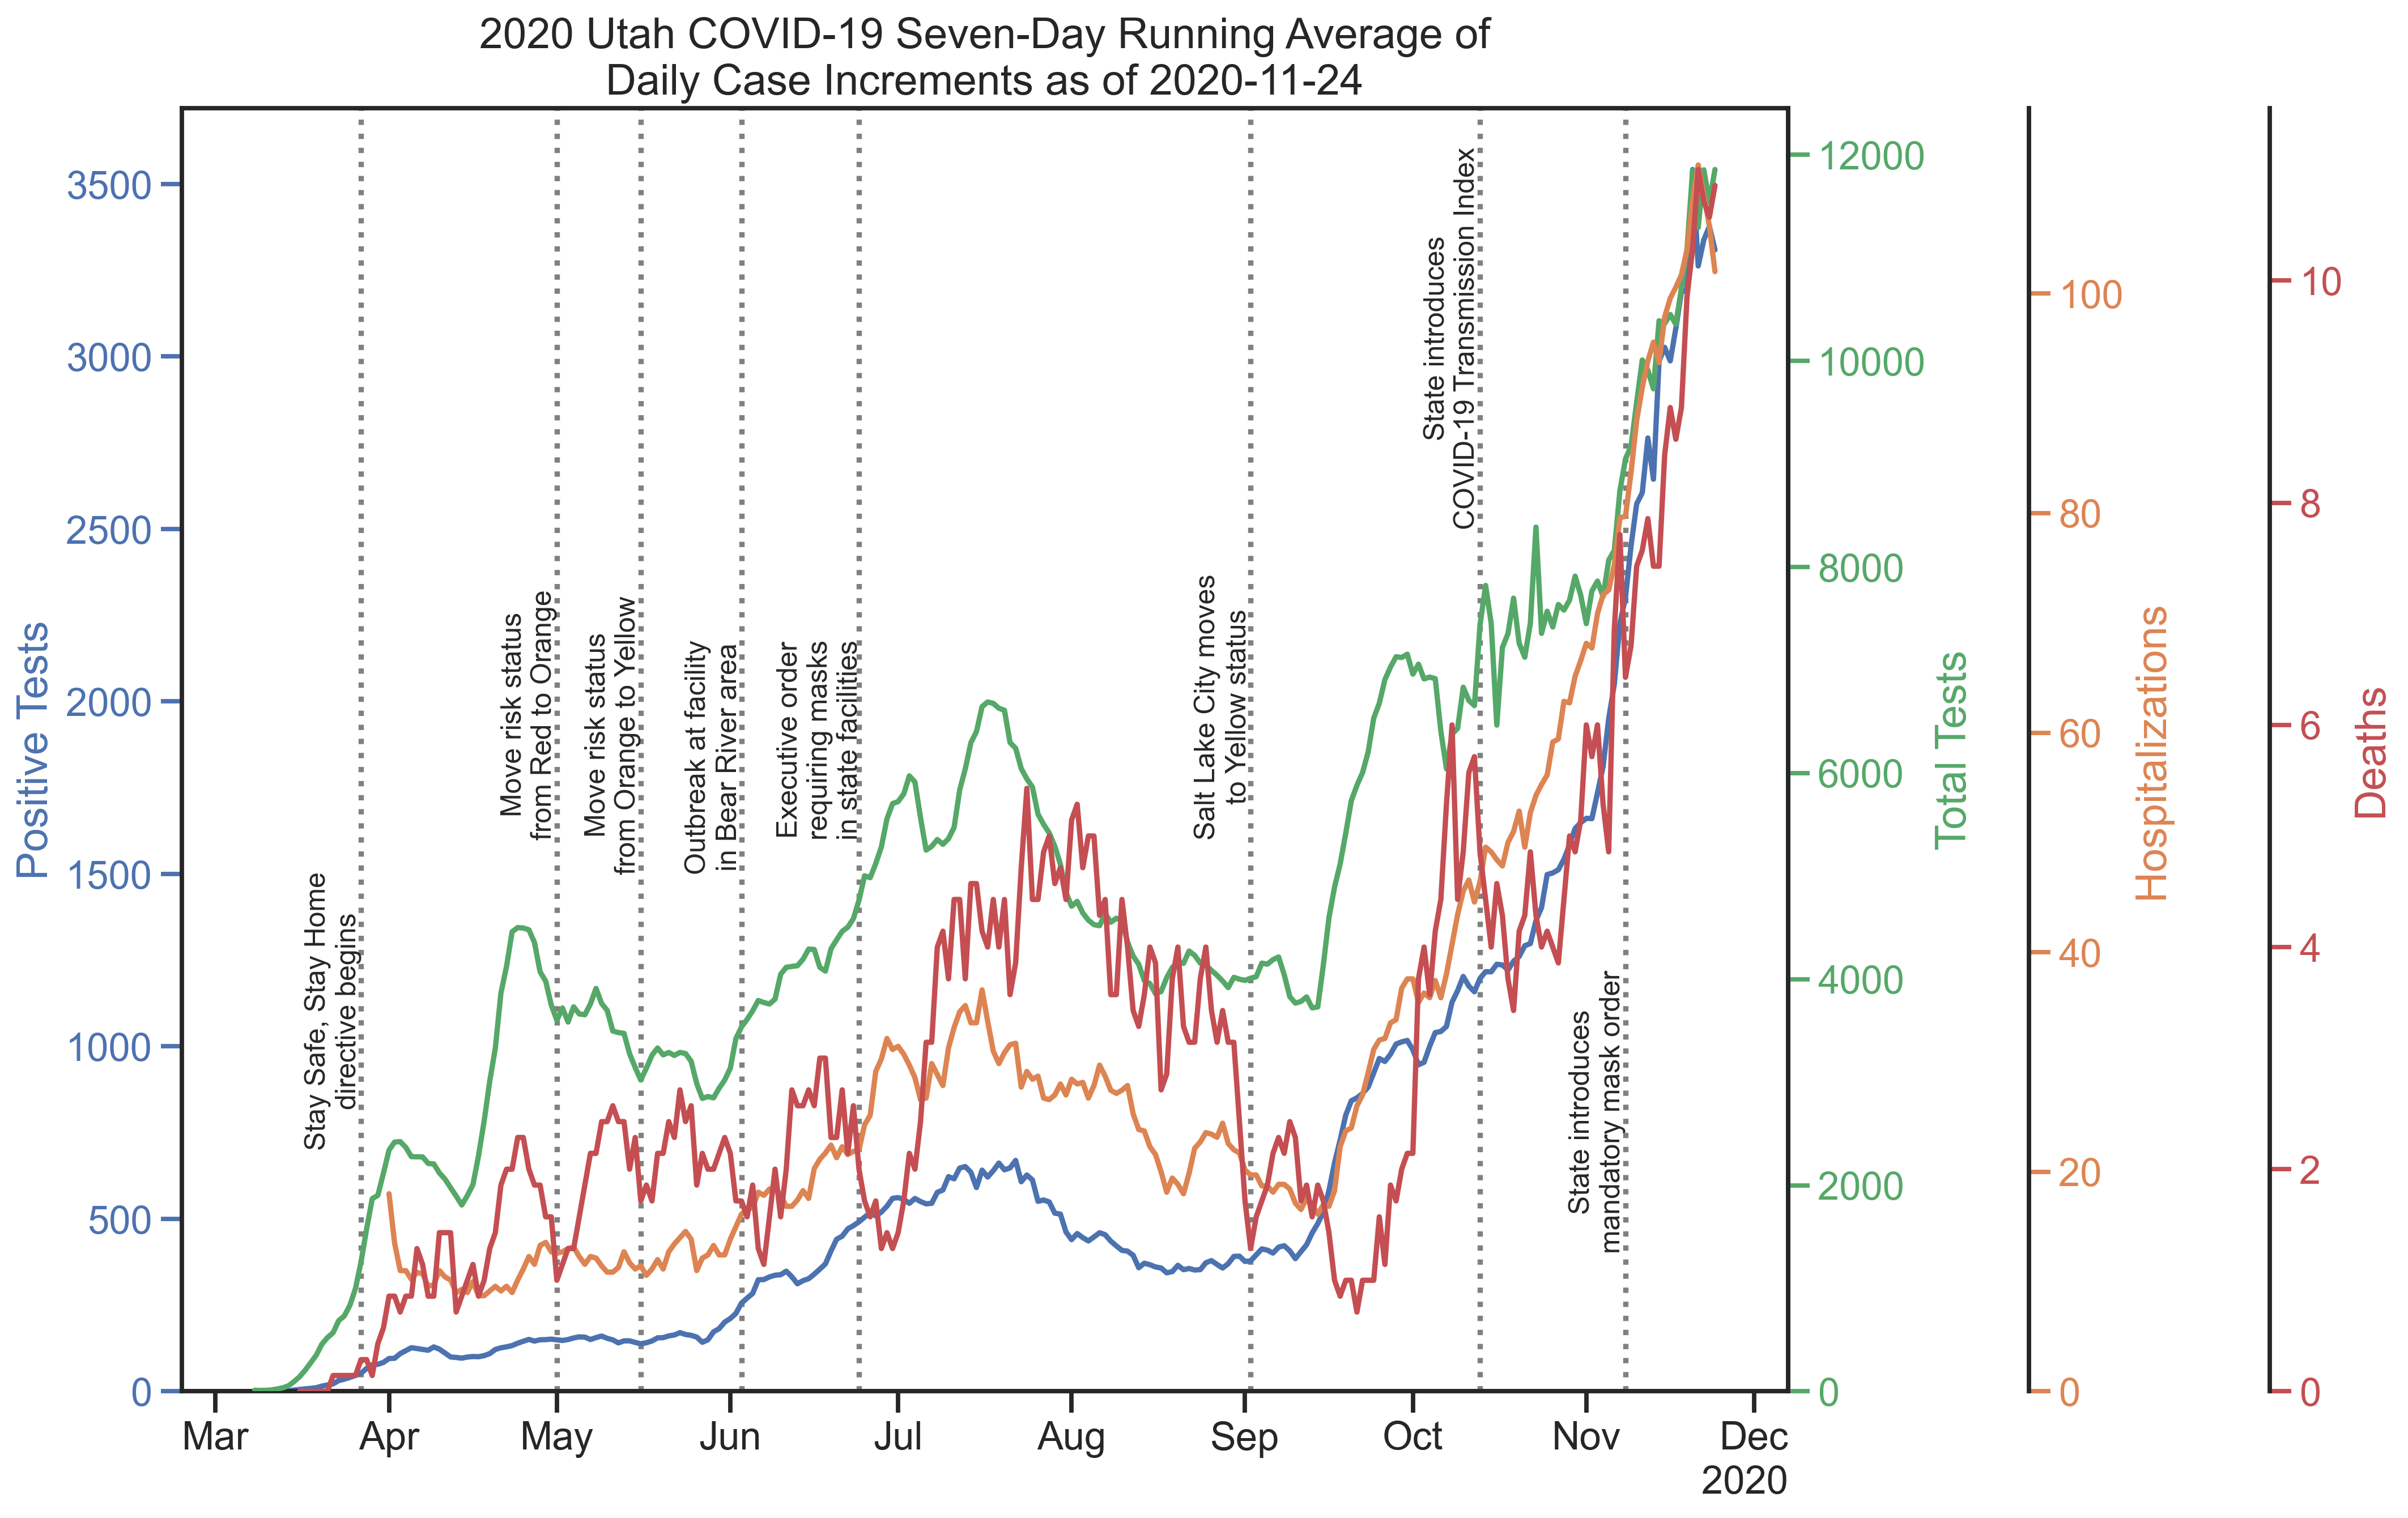 2020 Utah COVID-19 Seven-Day Running Average of
Daily Case Increments as of 2020-11-24
Positive Tests
3500
3000
2500
2000
1500
1000
500
0
Stay Safe, Stay Home
directive begins
Move risk status
from Red to Orange
Move risk status
from Orange to Yellow
Outbreak at facility
in Bear River area
Executive order
requiring masks
in state facilities
Salt Lake City moves
to Yellow status
State introduces
COVID-19 Transmission Index
State introduces
mandatory mask order
12000
10000
8000
6000
4000
2000
0
Total Tests
100
80
60
40
20
0
Hospitalizations
10
8
6
4
2
0
Deaths
Mar
Apr
May
Jun
Jul
Aug
Sep
Oct
Nov
Dec
2020